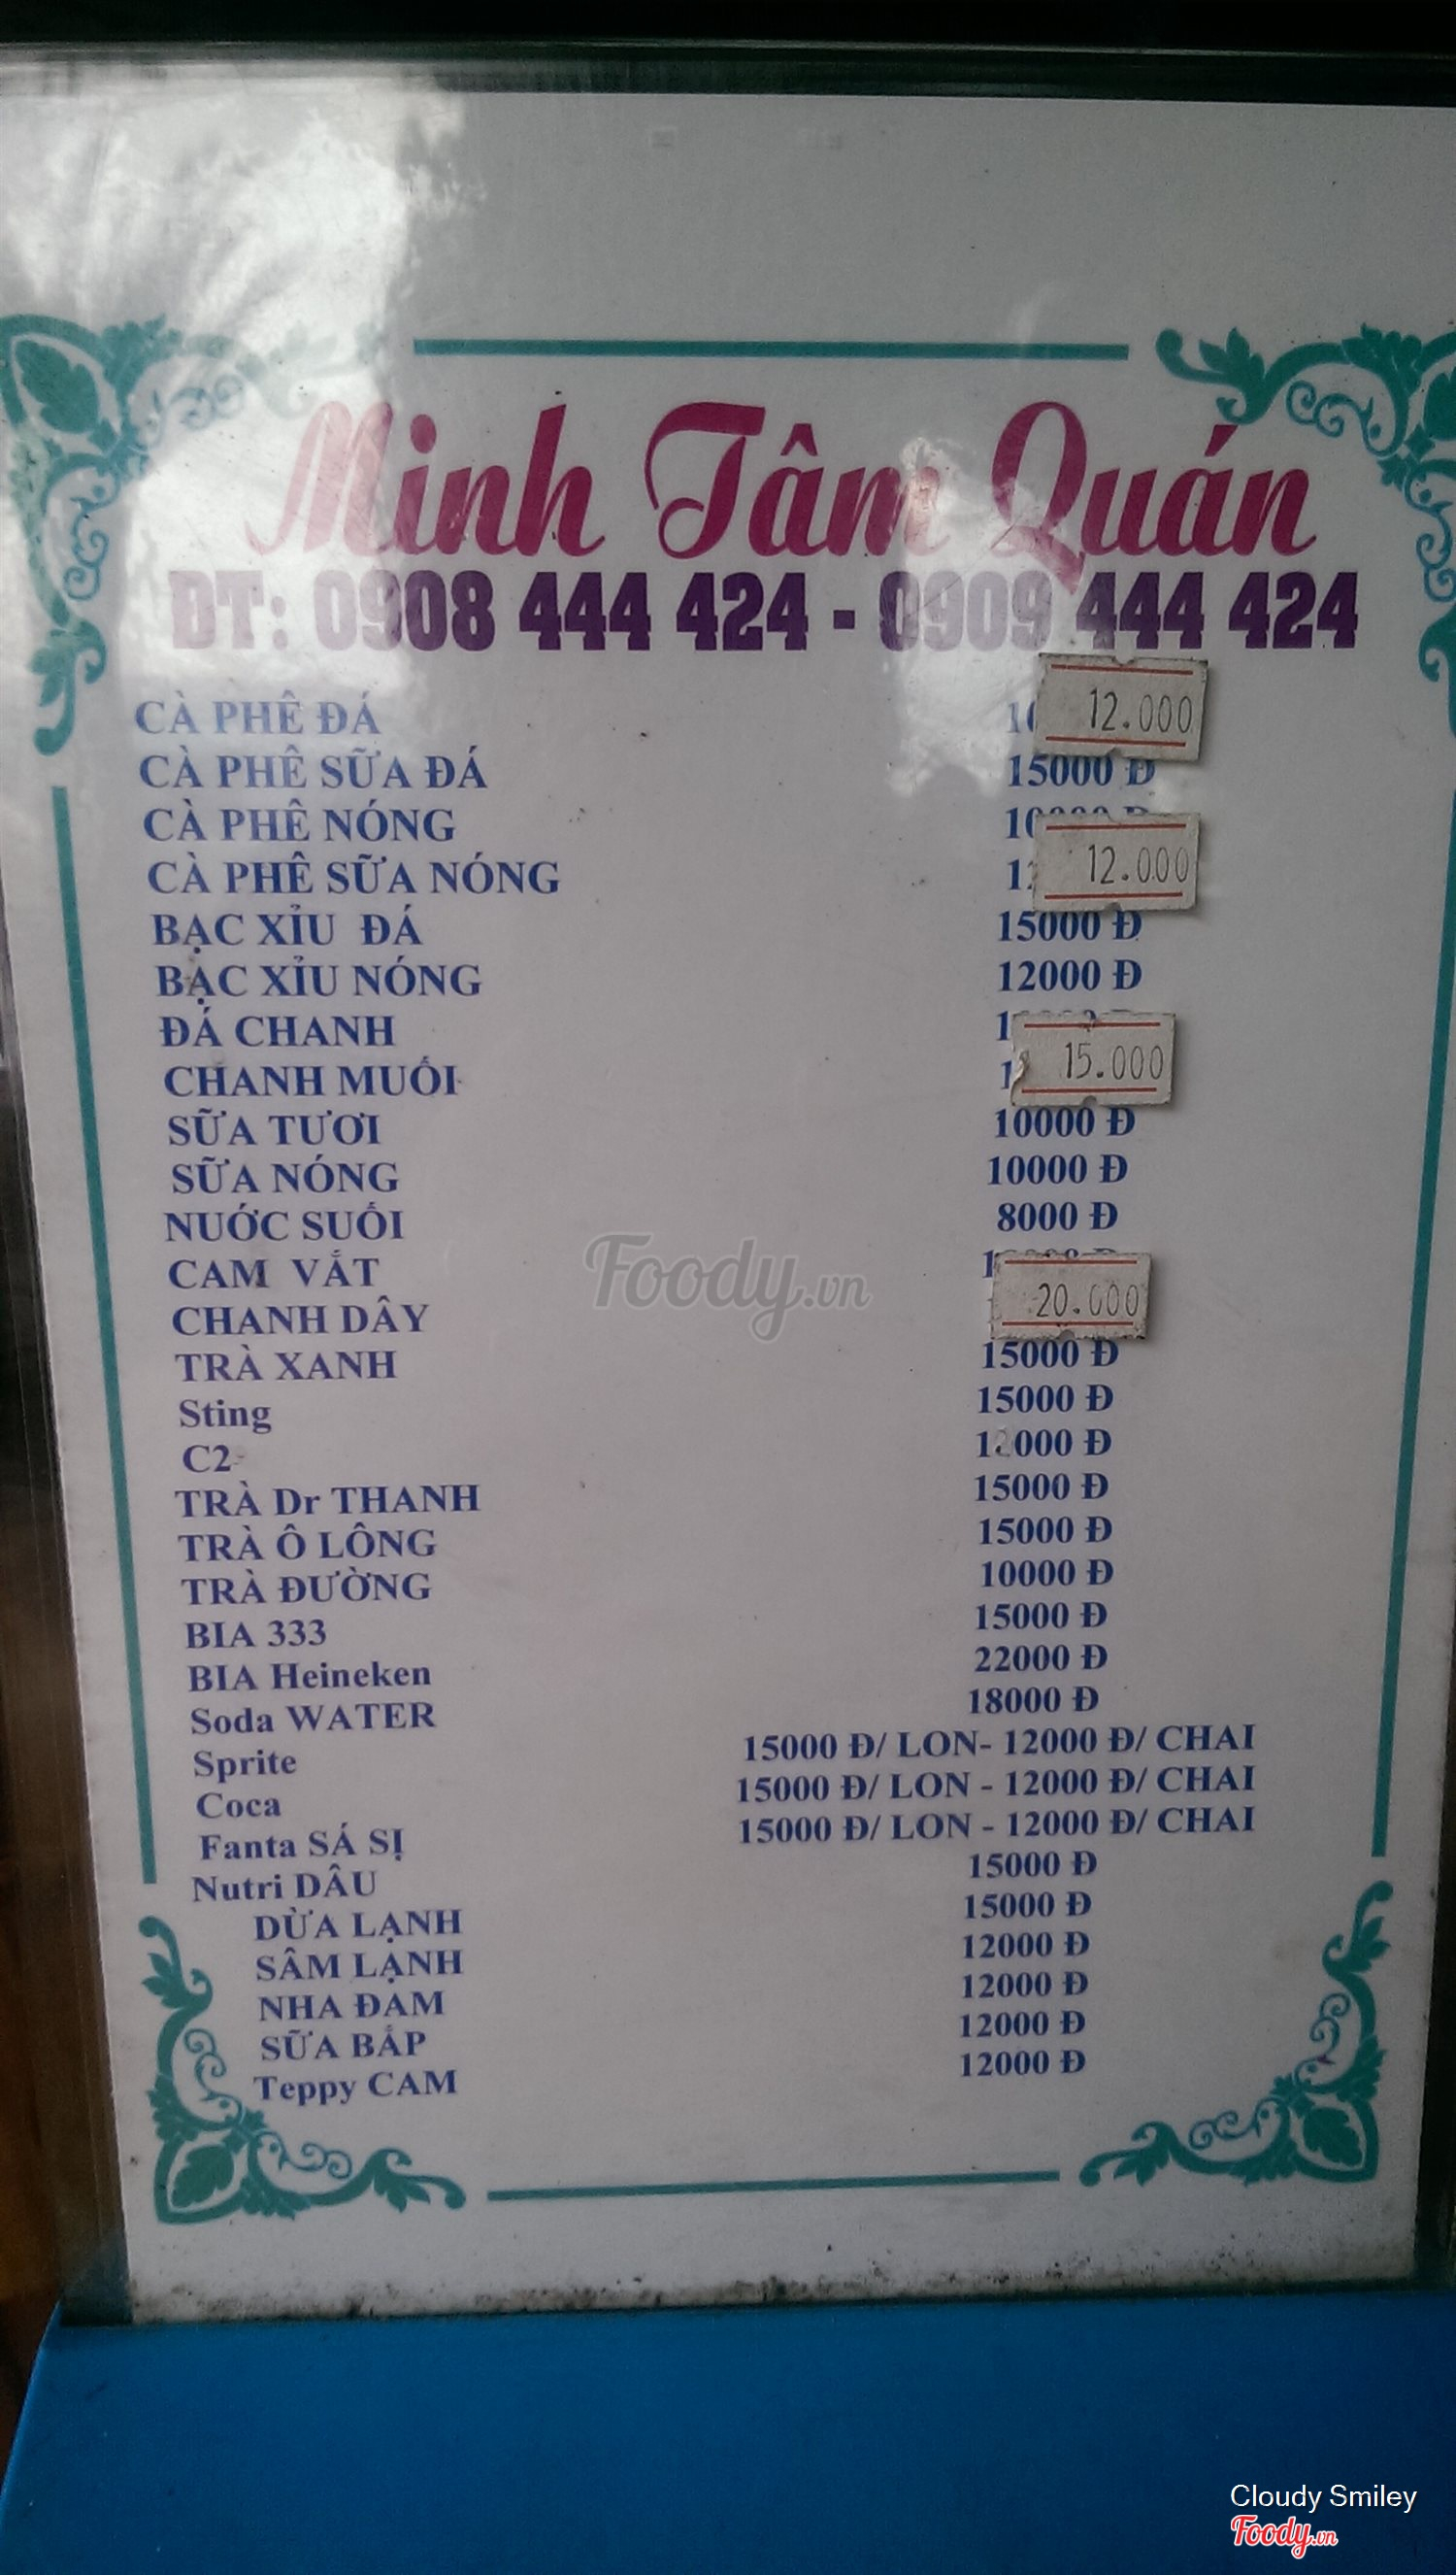 Minh Tâm Quán
ĐT: 0908 444 424 - 0909 444 424
CÀ PHÊ ĐÁ 12.000
CÀ PHÊ SỮA ĐÁ 15000 Đ
CÀ PHÊ NÓNG
CÀ PHÊ SỮA NÓNG 12.000
BẠC XỈU ĐÁ 15000 Đ
BẠC XỈU NÓNG 12000 Đ
ĐÁ CHANH
CHANH MUỐI 15.000
SỮA TƯƠI 10000 Đ
SỮA NÓNG 10000 Đ
NUỚC SUỐI 8000 Đ
CAM VẮT
CHANH DÂY 20.000
TRÀ XANH 15000 Đ
Sting 15000 Đ
C2 12000 Đ
TRÀ Dr THANH 15000 Đ
TRÀ Ô LÔNG 15000 Đ
TRÀ ĐƯỜNG 10000 Đ
BIA 333 15000 Đ
BIA Heineken 22000 Đ
Soda WATER 18000 Đ
Sprite 15000 Đ/ LON- 12000 Đ/ CHAI
Coca 15000 Đ/ LON - 12000 Đ/ CHAI
Fanta SÁ SỊ 15000 Đ/ LON - 12000 Đ/ CHAI
Nutri DÂU 15000 Đ
DỪA LẠNH 15000 Đ
SÂM LẠNH 12000 Đ
NHA ĐAM 12000 Đ
SỮA BẮP 12000 Đ
Teppy CAM 12000 Đ
Foody.vn
Cloudy Smiley
Foody.vn